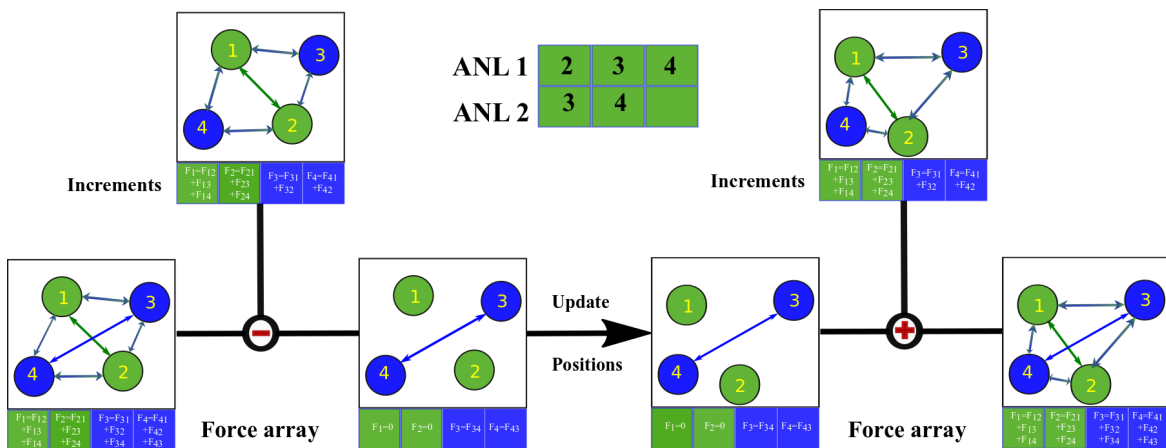 1 3 4 2
F1=F12 +F13 +F14
F2=F21 +F23 +F24
F3=F31 +F32
F4=F41 +F42
Increments
ANL 1 2 3 4
ANL 2 3 4
1 3 4 2
F1=F12 +F13 +F14
F2=F21 +F23 +F24
F3=F31 +F32
F4=F41 +F42
Increments
1 3 4 2
F1=F12 +F13 +F14
F2=F21 +F23 +F24
F3=F31 +F32 +F34
F4=F41 +F42 +F43
−
Force array
1 3 4 2
F1=0 F2=0 F3=F34 F4=F43
Update
Positions
1 3 4 2
F1=0 F2=0 F3=F34 F4=F43
+
Force array
1 3 4 2
F1=F12 +F13 +F14
F2=F21 +F23 +F24
F3=F31 +F32 +F34
F4=F41 +F42 +F43